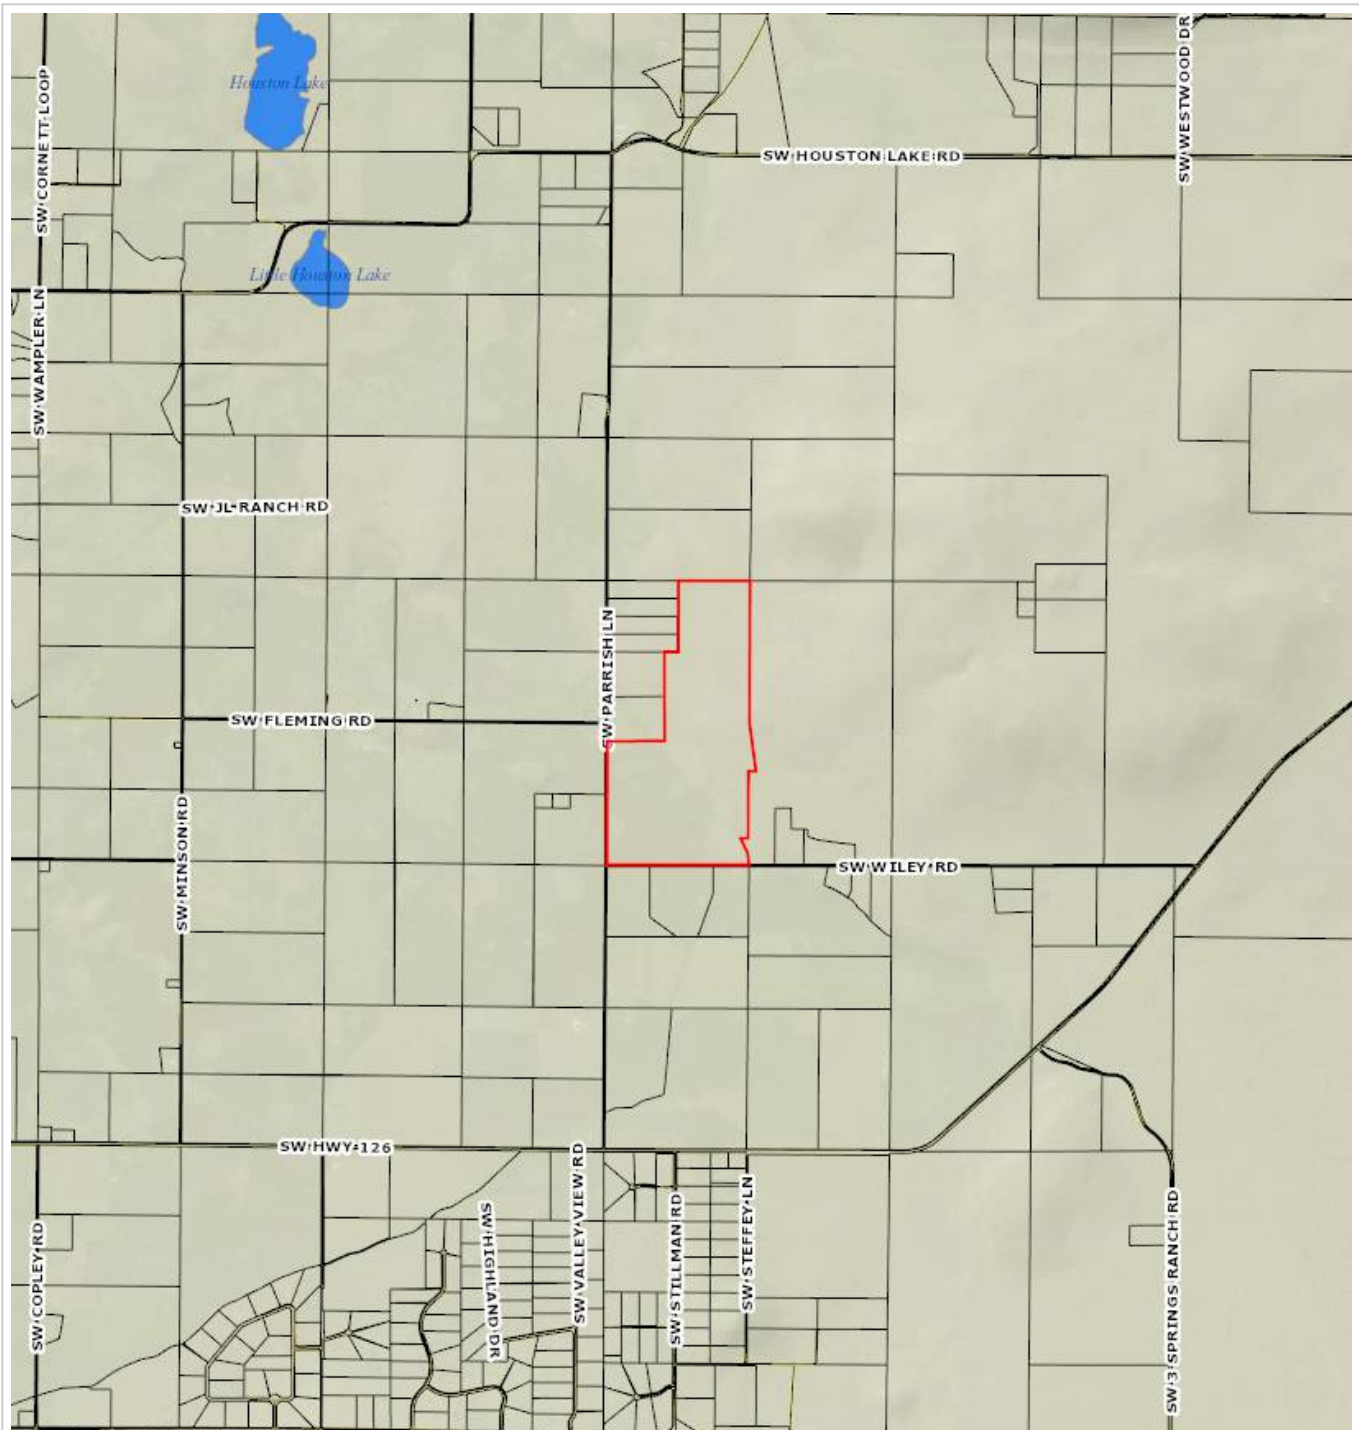 Houston Lake
SW CORNETT LOOP
SW WESTWOOD DR
SW HOUSTON LAKE RD
Little Houston Lake
SW WAMPLER LN
SW JL RANCH RD
SW PARRISH LN
SW FLEMING RD
SW MINSON RD
SW WILEY RD
SW HWY 126
SW COPLEY RD
SW HIGHLAND DR
SW VALLEY VIEW RD
SW STILLMAN RD
SW STEFFEY LN
SW 3 SPRINGS RANCH RD